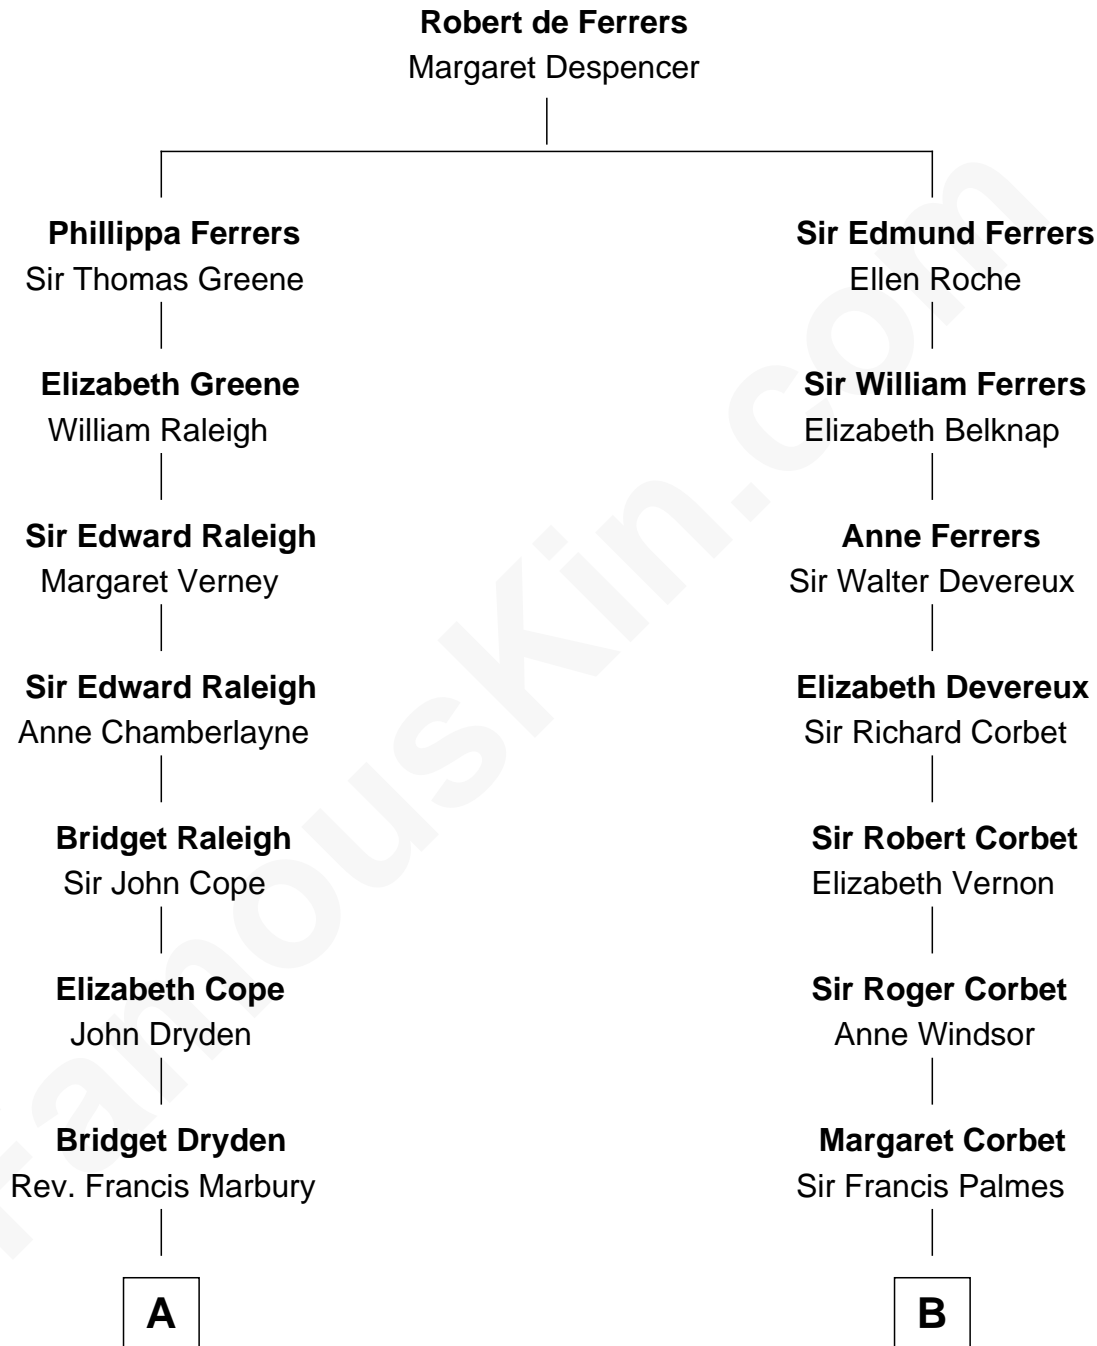 Robert de Ferrers
Margaret Despencer
Phillippa Ferrers
Sir Thomas Greene
Sir Edmund Ferrers
Ellen Roche
Elizabeth Greene
William Raleigh
Sir William Ferrers
Elizabeth Belknap
Sir Edward Raleigh
Margaret Verney
Anne Ferrers
Sir Walter Devereux
Sir Edward Raleigh
Anne Chamberlayne
Elizabeth Devereux
Sir Richard Corbet
Bridget Raleigh
Sir John Cope
Sir Robert Corbet
Elizabeth Vernon
Elizabeth Cope
John Dryden
Sir Roger Corbet
Anne Windsor
Bridget Dryden
Rev. Francis Marbury
Margaret Corbet
Sir Francis Palmes
A
B
FamousKin.com